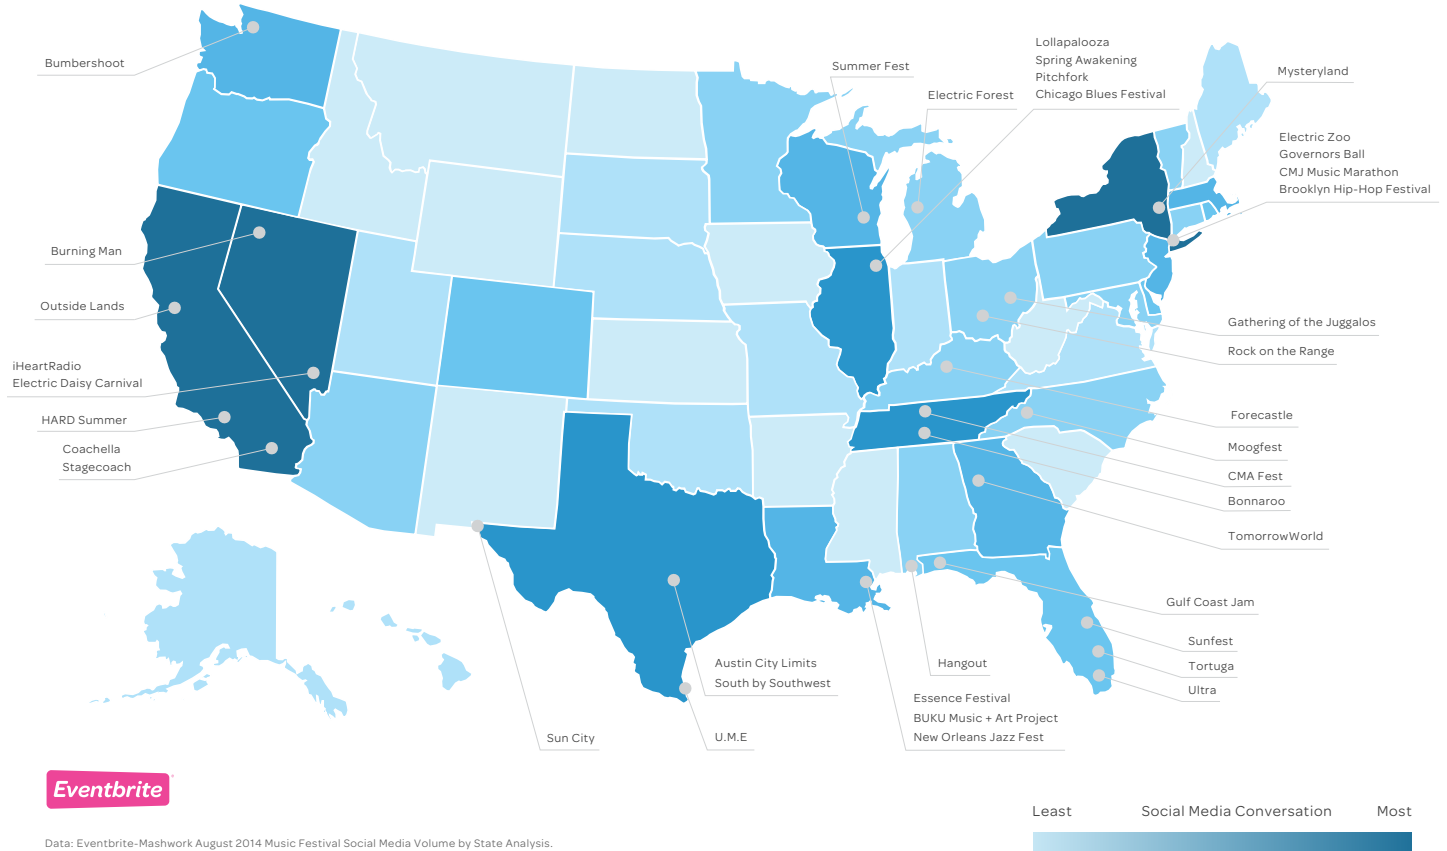 Bumbershoot
Burning Man
Outside Lands
iHeartRadio
Electric Daisy Carnival
HARD Summer
Coachella
Stagecoach
Summer Fest
Electric Forest
Lollapalooza
Spring Awakening
Pitchfork
Chicago Blues Festival
Mysteryland
Electric Zoo
Governors Ball
CMJ Music Marathon
Brooklyn Hip-Hop Festival
Gathering of the Juggalos
Rock on the Range
Forecastle
Moogfest
CMA Fest
Bonnaroo
TomorrowWorld
Gulf Coast Jam
Sunfest
Tortuga
Ultra
Hangout
Essence Festival
BUKU Music + Art Project
New Orleans Jazz Fest
Austin City Limits
South by Southwest
U.M.E
Sun City
Eventbrite
Data: Eventbrite-Mashwork August 2014 Music Festival Social Media Volume by State Analysis.
Least Social Media Conversation Most